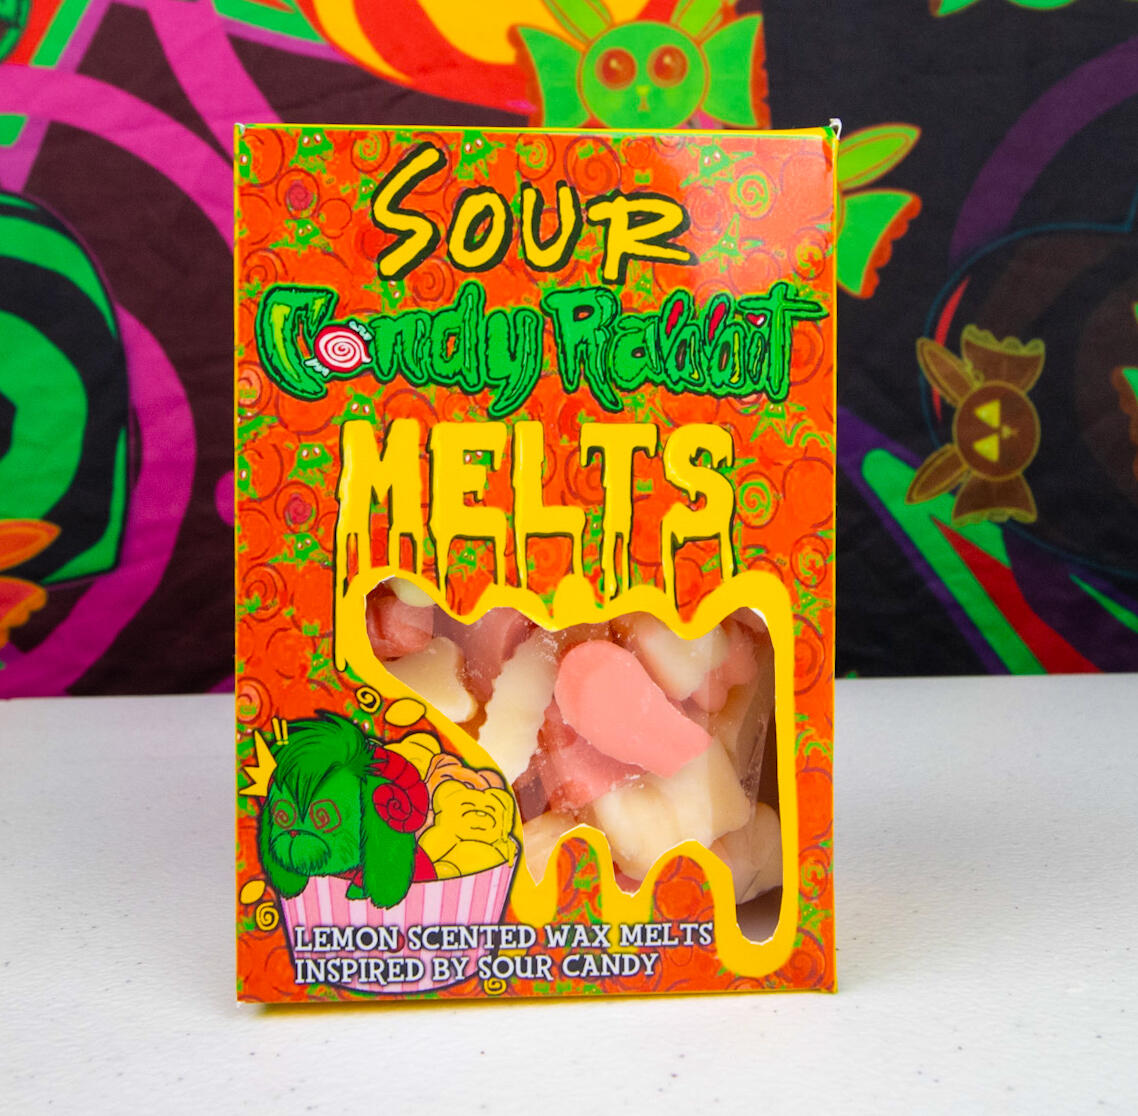 SOUR
Candy Rabbit
MELTS
LEMON SCENTED WAX MELTS
INSPIRED BY SOUR CANDY